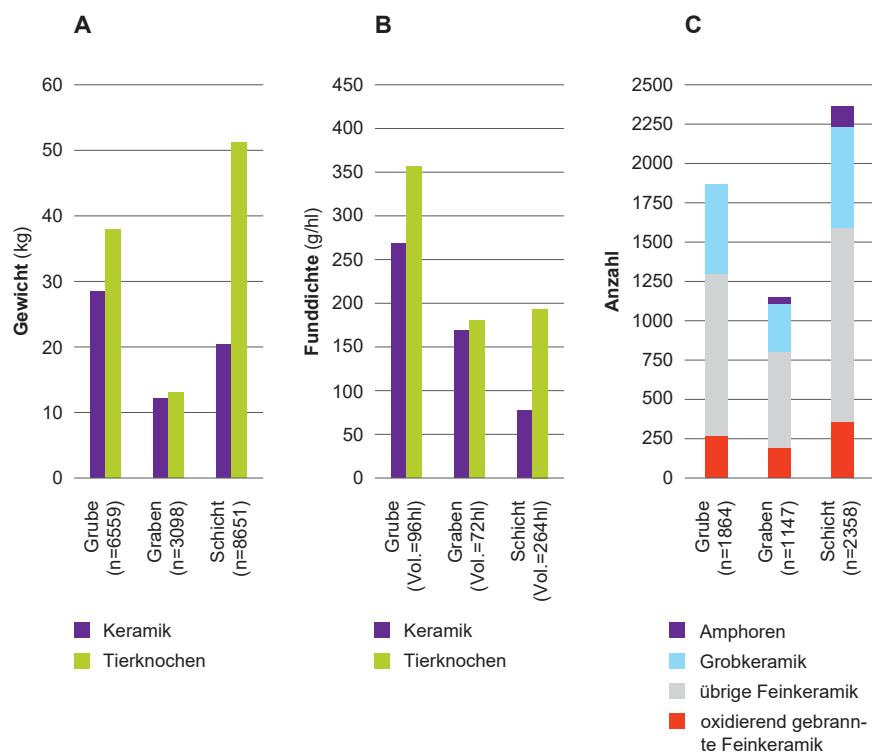 A
Gewicht (kg)
60
50
40
30
20
10
0
Grube
(n=6559)
Graben
(n=3098)
Schicht
(n=8651)
Keramik
Tierknochen
B
Funddichte (g/hl)
450
400
350
300
250
200
150
100
50
0
Grube
(Vol.=96hl)
Graben
(Vol.=72hl)
Schicht
(Vol.=264hl)
Keramik
Tierknochen
C
Anzahl
2500
2250
2000
1750
1500
1250
1000
750
500
250
0
Grube
(n=1864)
Graben
(n=1147)
Schicht
(n=2358)
Amphoren
Grobkeramik
übrige Feinkeramik
oxidierend gebrann-
te Feinkeramik